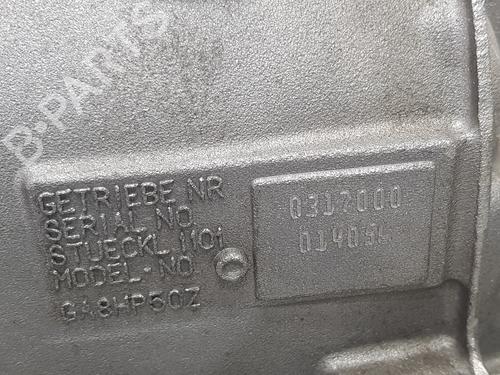 B-PARTS
GETRIEBE NR
SERIAL NO.
STUECKL 1101
MODEL-NO
GA8HP50Z
0317000
014054